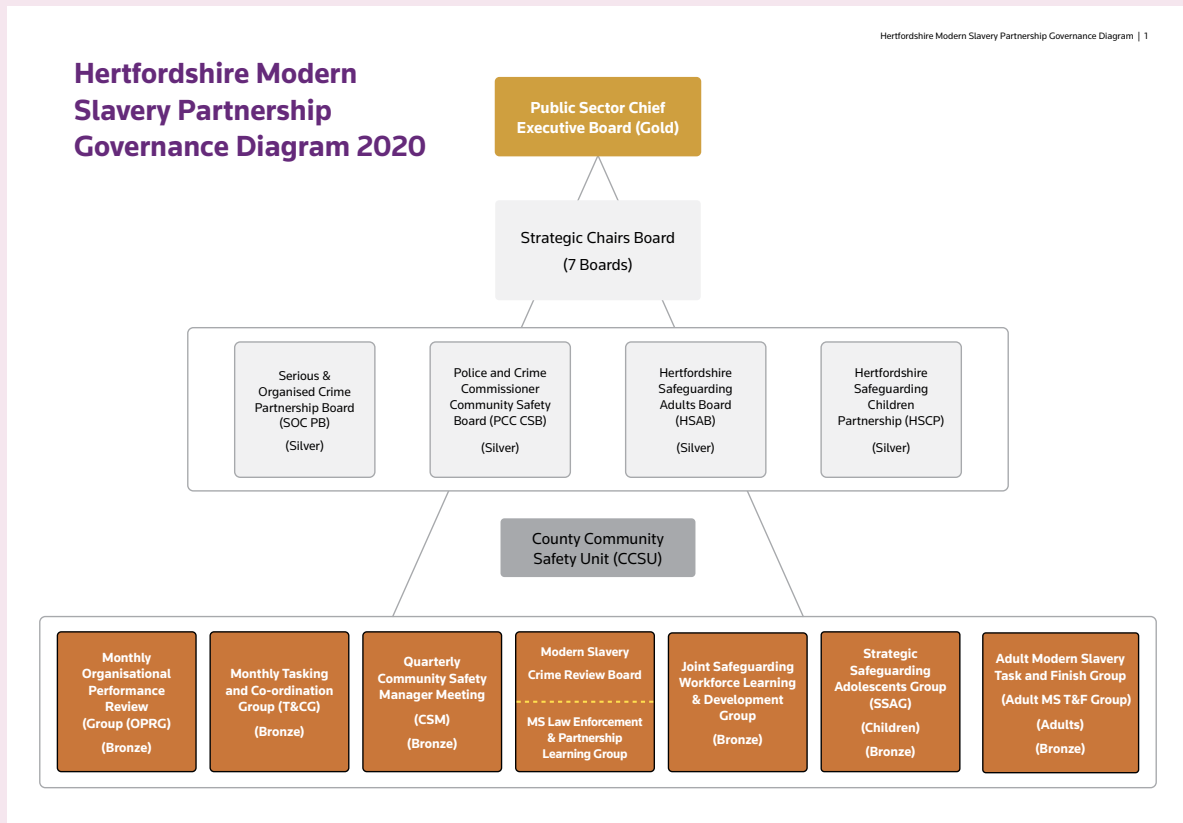 Hertfordshire Modern Slavery Partnership Governance Diagram | 1
Hertfordshire Modern
Slavery Partnership
Governance Diagram 2020
Public Sector Chief
Executive Board (Gold)
Strategic Chairs Board
(7 Boards)
Serious &
Organised Crime
Partnership Board
(SOC PB)
(Silver)
Police and Crime
Commissioner
Community Safety
Board (PCC CSB)
(Silver)
Hertfordshire
Safeguarding
Adults Board
(HSAB)
(Silver)
Hertfordshire
Safeguarding
Children
Partnership (HSCP)
(Silver)
County Community
Safety Unit (CCSU)
Monthly
Organisational
Performance
Review
(Group (OPRG)
(Bronze)
Monthly Tasking
and Co-ordination
Group (T&CG)
(Bronze)
Quarterly
Community Safety
Manager Meeting
(CSM)
(Bronze)
Modern Slavery
Crime Review Board
MS Law Enforcement
& Partnership
Learning Group
Joint Safeguarding
Workforce Learning
& Development
Group
(Bronze)
Strategic
Safeguarding
Adolescents Group
(SSAG)
(Children)
(Bronze)
Adult Modern Slavery
Task and Finish Group
(Adult MS T&F Group)
(Adults)
(Bronze)